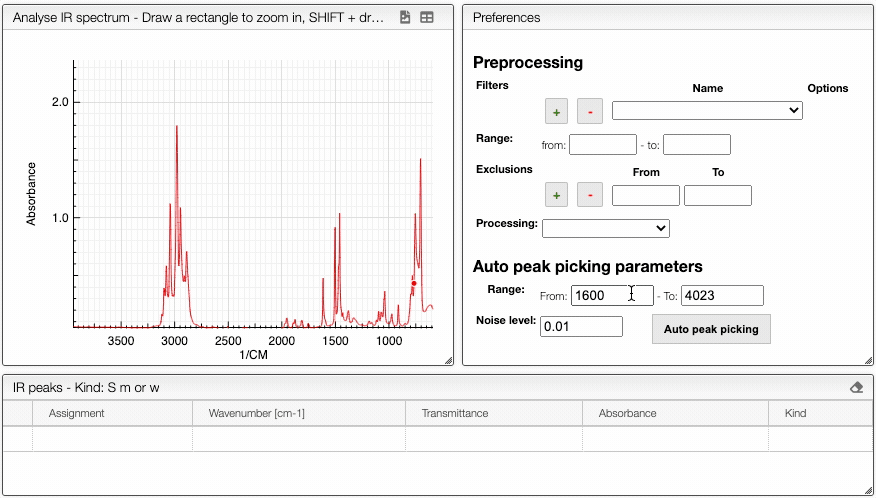 Analyse IR spectrum - Draw a rectangle to zoom in, SHIFT + dr...
2.0
1.0
Absorbance
3500 3000 2500 2000 1500 1000
1/CM
Preferences
Preprocessing
Filters Name Options
+ -
Range: from: - to:
Exclusions From To
+ -
Processing:
Auto peak picking parameters
Range: From: 1600 - To: 4023
Noise level: 0.01 Auto peak picking
IR peaks - Kind: S m or w
Assignment Wavenumber [cm-1] Transmittance Absorbance Kind